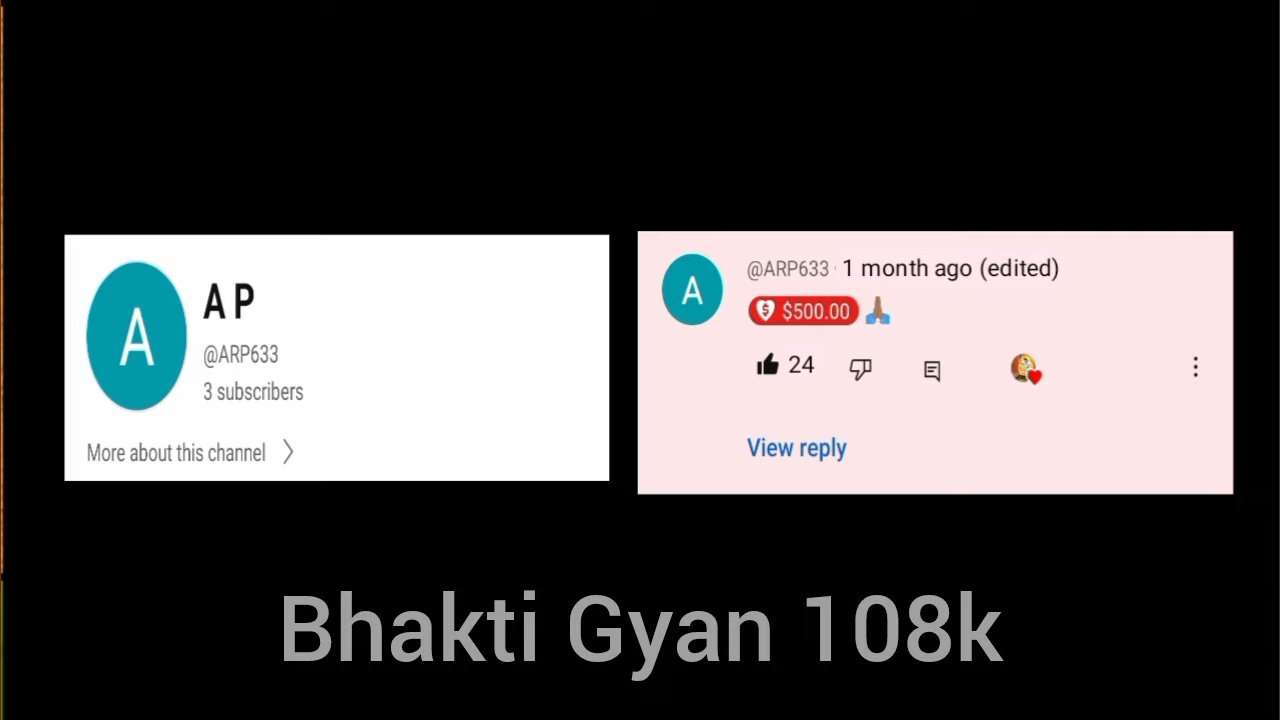 A
A P
@ARP633
3 subscribers
More about this channel
A
@ARP633 · 1 month ago (edited)
$500.00
24
View reply
Bhakti Gyan 108k